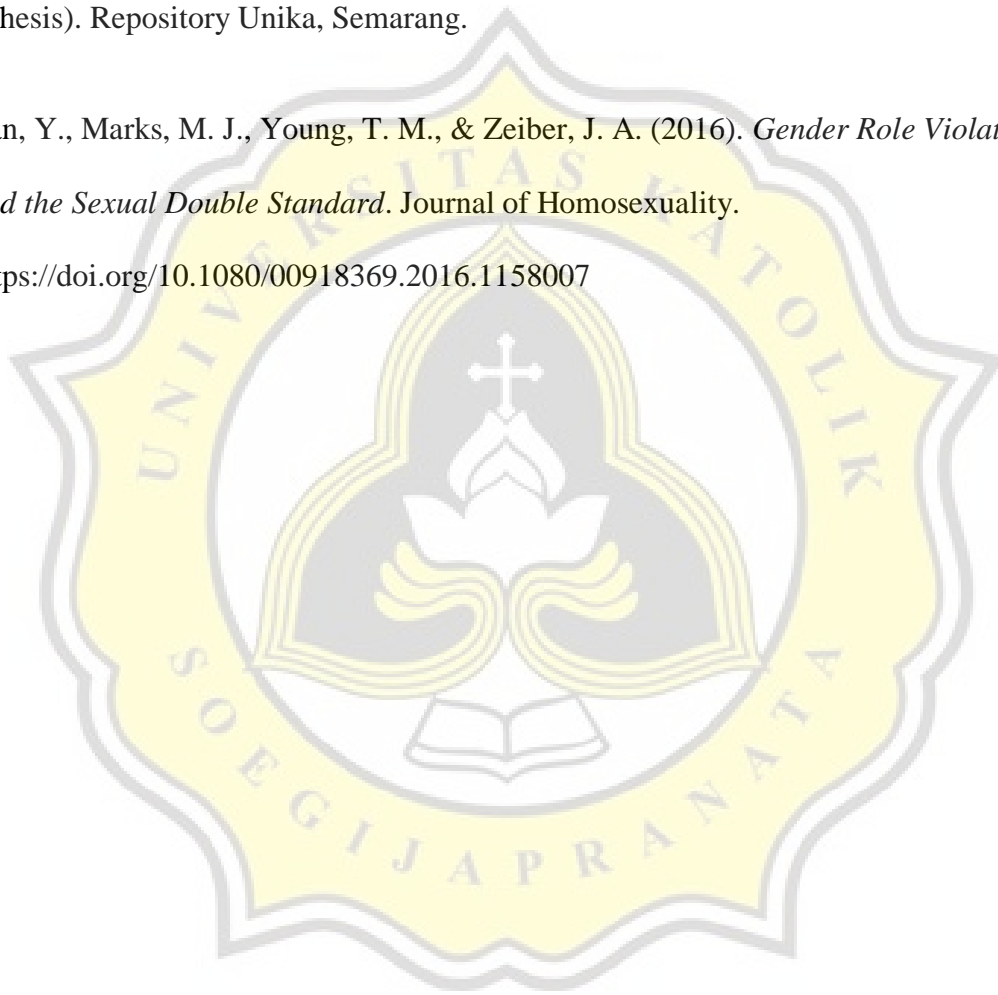 hesis). Repository Unika, Semarang.
an, Y., Marks, M. J., Young, T. M., & Zeiber, J. A. (2016). Gender Role Violat
d the Sexual Double Standard. Journal of Homosexuality.
tps://doi.org/10.1080/00918369.2016.1158007
UNIVERSITAS KATOLIK
SOEGIJAPRANATA